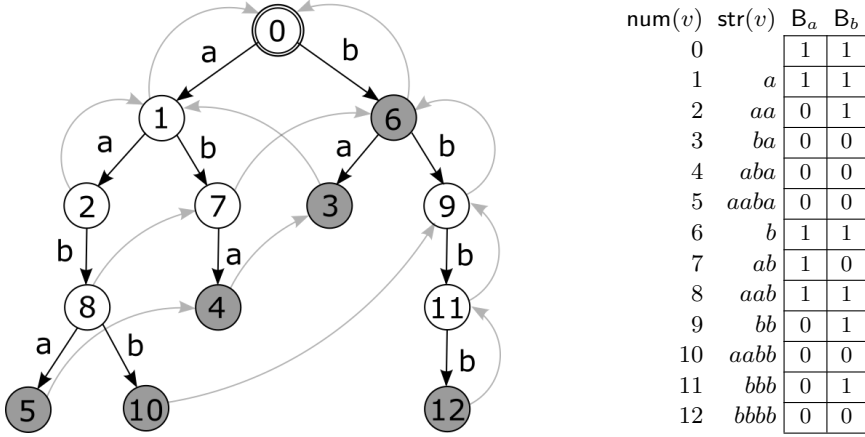 0
a b
1 6
a b a b
2 7 3 9
b a b
8 4 11
a b b
5 10 12
num(v) str(v) B_a B_b
0 1 1
1 a 1 1
2 aa 0 1
3 ba 0 0
4 aba 0 0
5 aaba 0 0
6 b 1 1
7 ab 1 0
8 aab 1 1
9 bb 0 1
10 aabb 0 0
11 bbb 0 1
12 bbbb 0 0